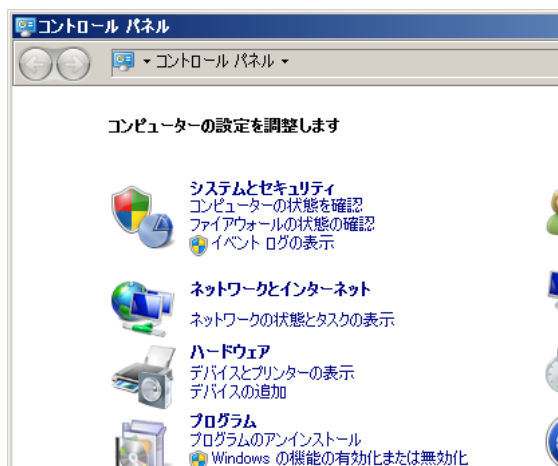 コントロール パネル
コントロール パネル
コンピューターの設定を調整します
システムとセキュリティ
コンピューターの状態を確認
ファイアウォールの状態の確認
イベント ログの表示
ネットワークとインターネット
ネットワークの状態とタスクの表示
ハードウェア
デバイスとプリンターの表示
デバイスの追加
プログラム
プログラムのアンインストール
Windows の機能の有効化または無効化